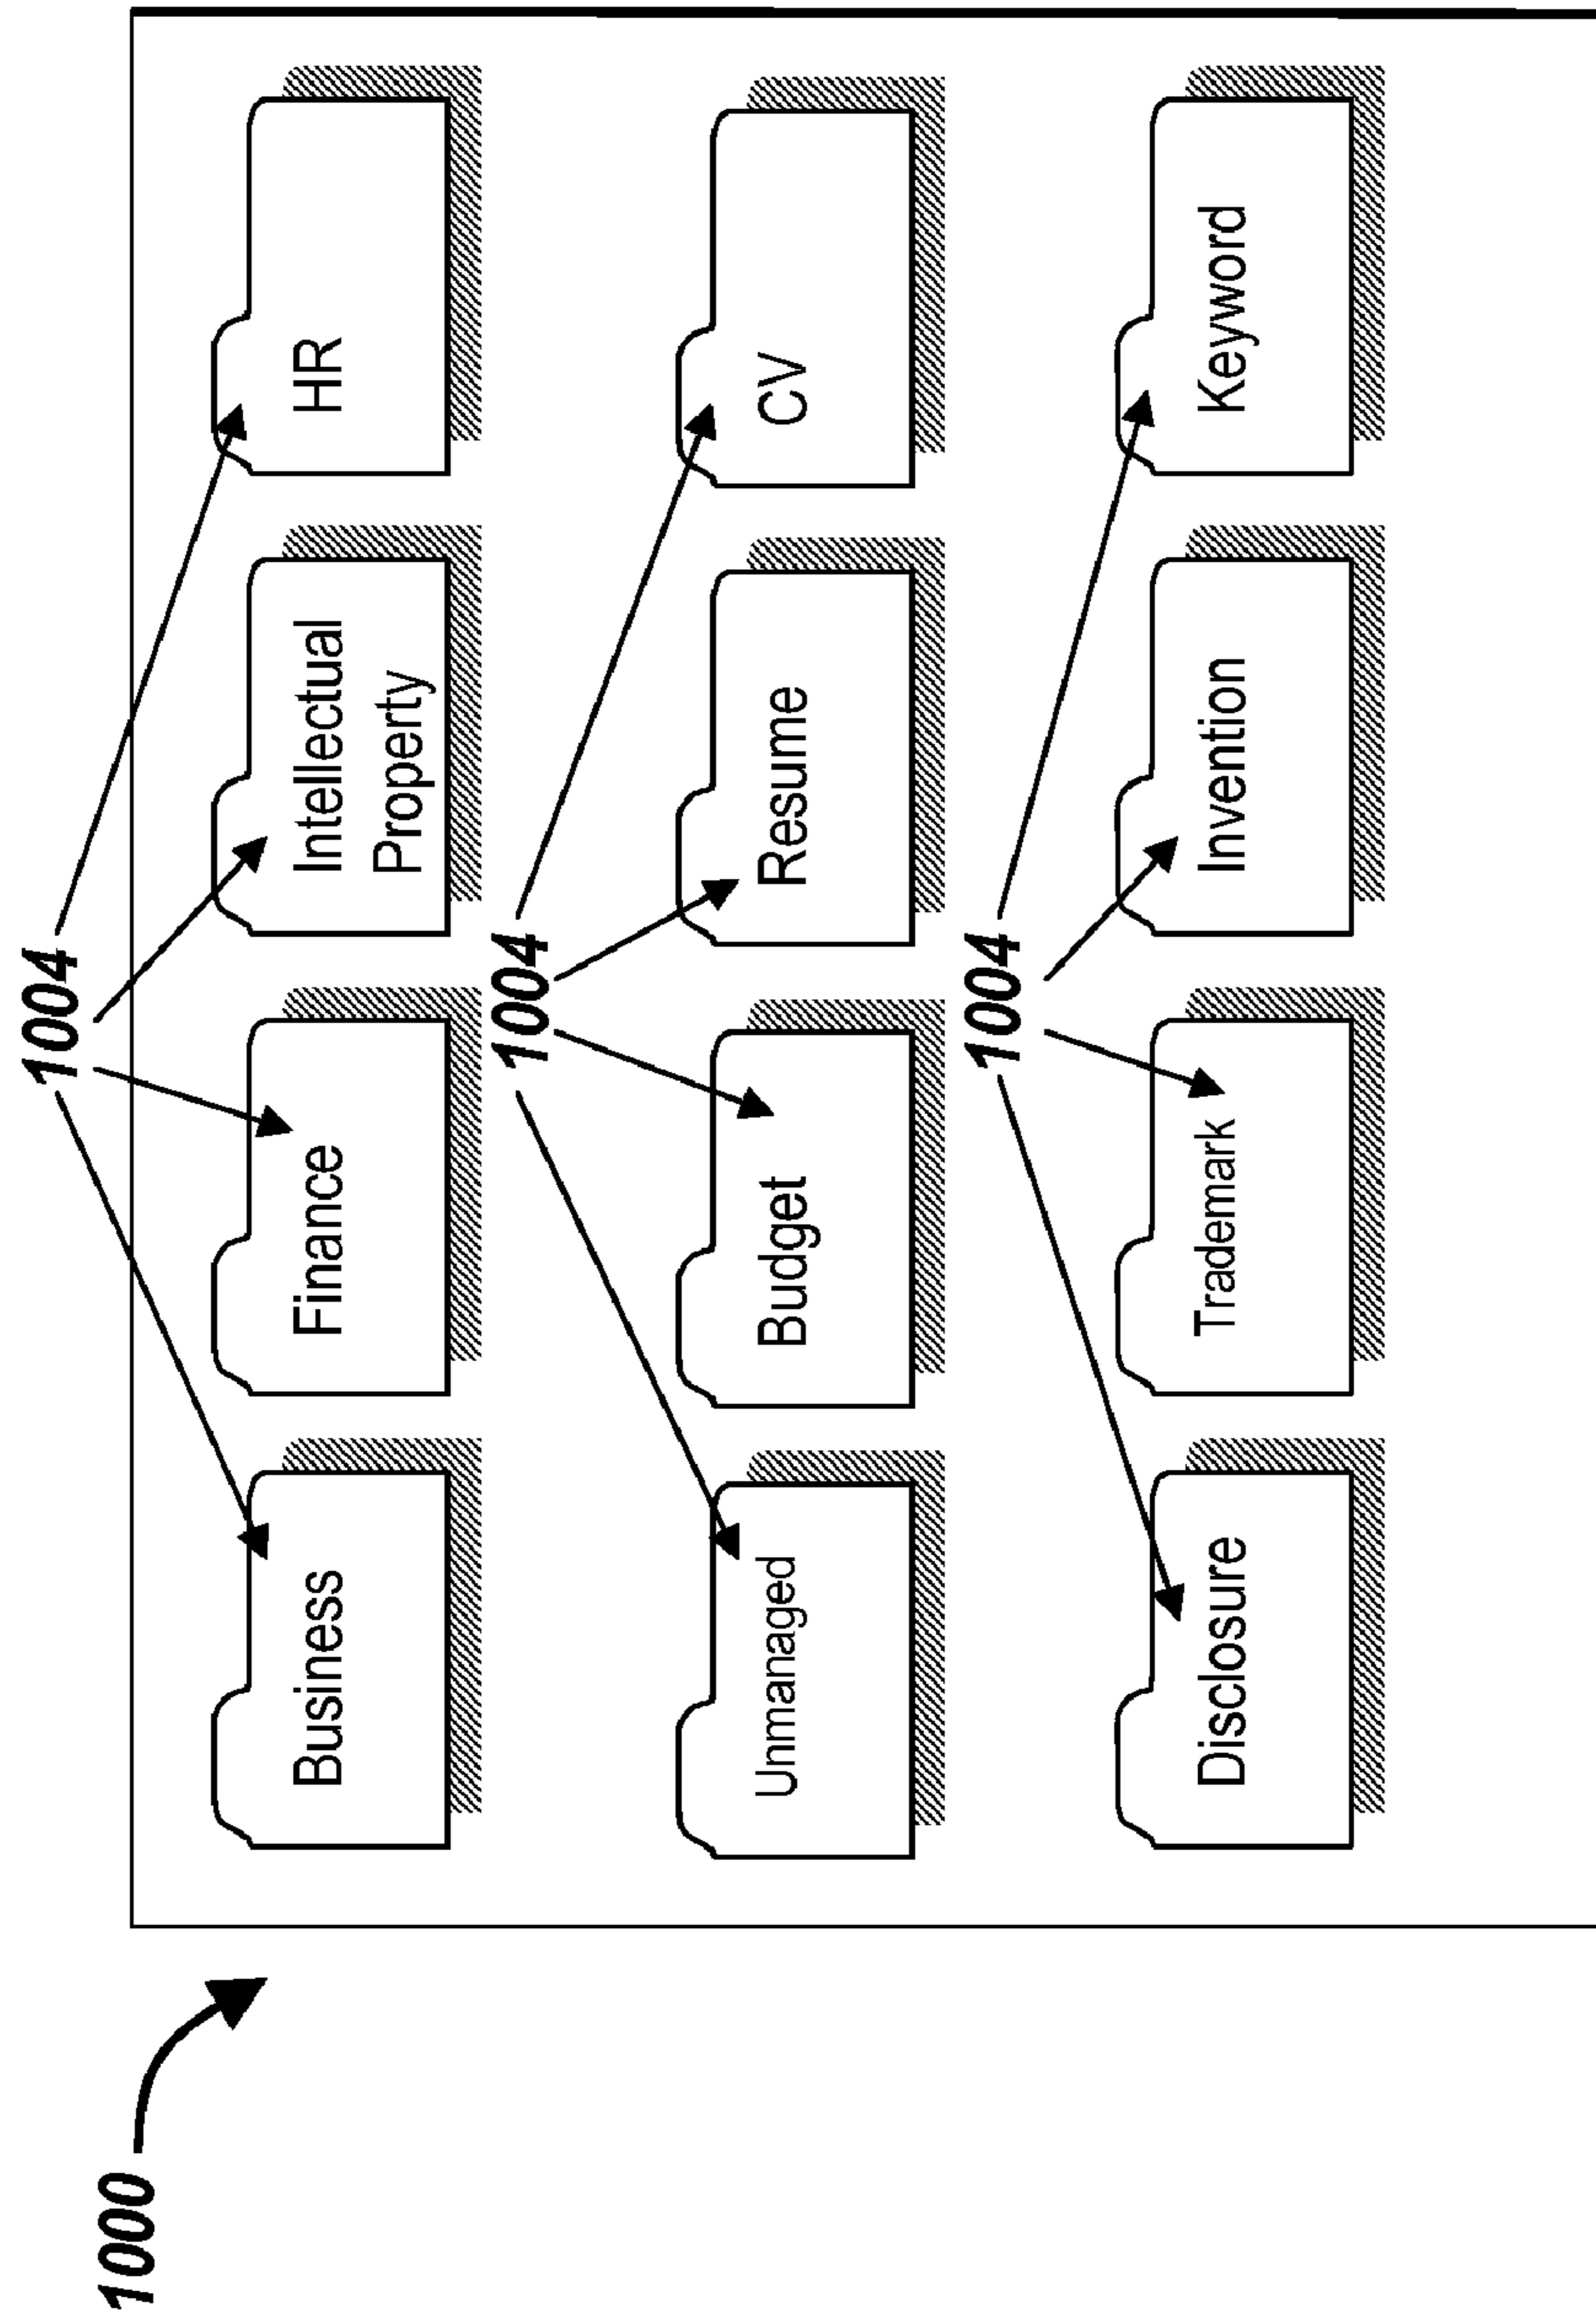 1000
1004
Business
Finance
Intellectual
Property
HR
1004
Unmanaged
Budget
Resume
CV
1004
Disclosure
Trademark
Invention
Keyword